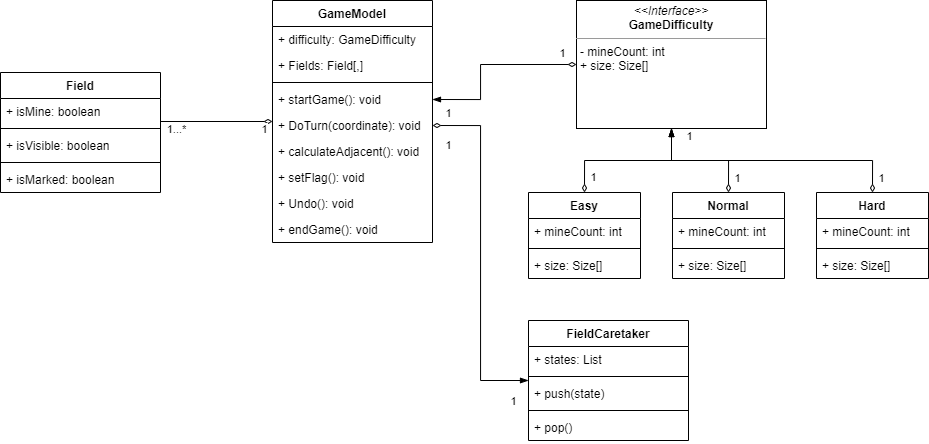 GameModel
+ difficulty: GameDifficulty
+ Fields: Field[,]
+ startGame(): void
+ DoTurn(coordinate): void
+ calculateAdjacent(): void
+ setFlag(): void
+ Undo(): void
+ endGame(): void
<<Interface>>
GameDifficulty
- mineCount: int
+ size: Size[]
1
1
Field
+ isMine: boolean
+ isVisible: boolean
+ isMarked: boolean
1...*
1
1
1
1
1
1
Easy
+ mineCount: int
+ size: Size[]
Normal
+ mineCount: int
+ size: Size[]
Hard
+ mineCount: int
+ size: Size[]
FieldCaretaker
+ states: List
+ push(state)
+ pop()
1